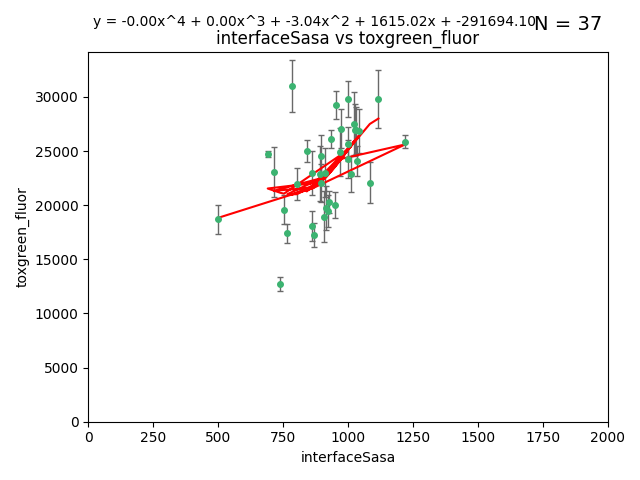 y = -0.00x^4 + 0.00x^3 + -3.04x^2 + 1615.02x + -291694.10
N = 37
interfaceSasa vs toxgreen_fluor
30000
25000
20000
15000
10000
5000
0
toxgreen_fluor
0 250 500 750 1000 1250 1500 1750 2000
interfaceSasa